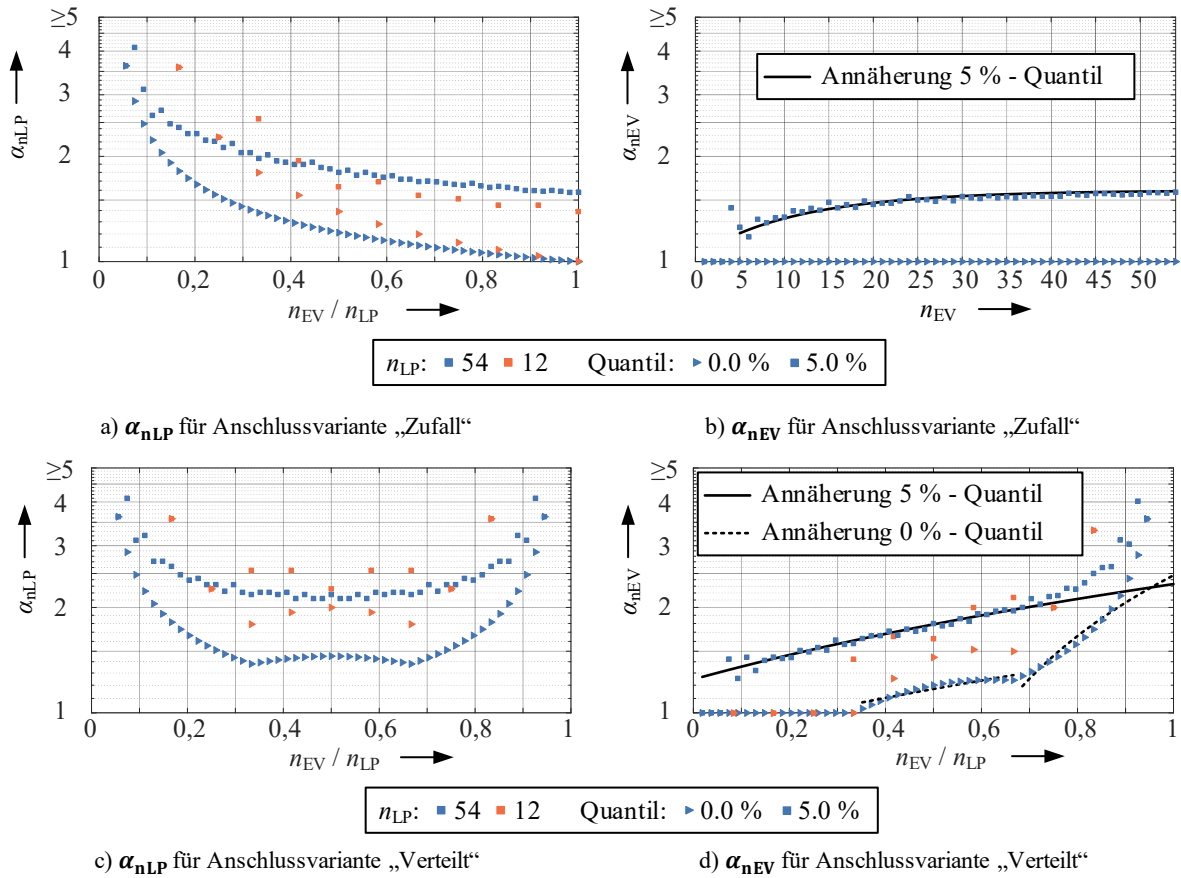 ≥5
4
3
2
1
α_nLP
0
0,2
0,4
0,6
0,8
1
n_EV / n_LP
≥5
4
3
2
1
α_nEV
Annäherung 5 % - Quantil
0
5
10
15
20
25
30
35
40
45
50
n_EV
n_LP: 54 12 Quantil: 0.0 % 5.0 %
a) α_nLP für Anschlussvariante „Zufall“
b) α_nEV für Anschlussvariante „Zufall“
≥5
4
3
2
1
α_nLP
0
0,2
0,4
0,6
0,8
1
n_EV / n_LP
≥5
4
3
2
1
α_nEV
Annäherung 5 % - Quantil
Annäherung 0 % - Quantil
0
0,2
0,4
0,6
0,8
1
n_EV / n_LP
n_LP: 54 12 Quantil: 0.0 % 5.0 %
c) α_nLP für Anschlussvariante „Verteilt“
d) α_nEV für Anschlussvariante „Verteilt“